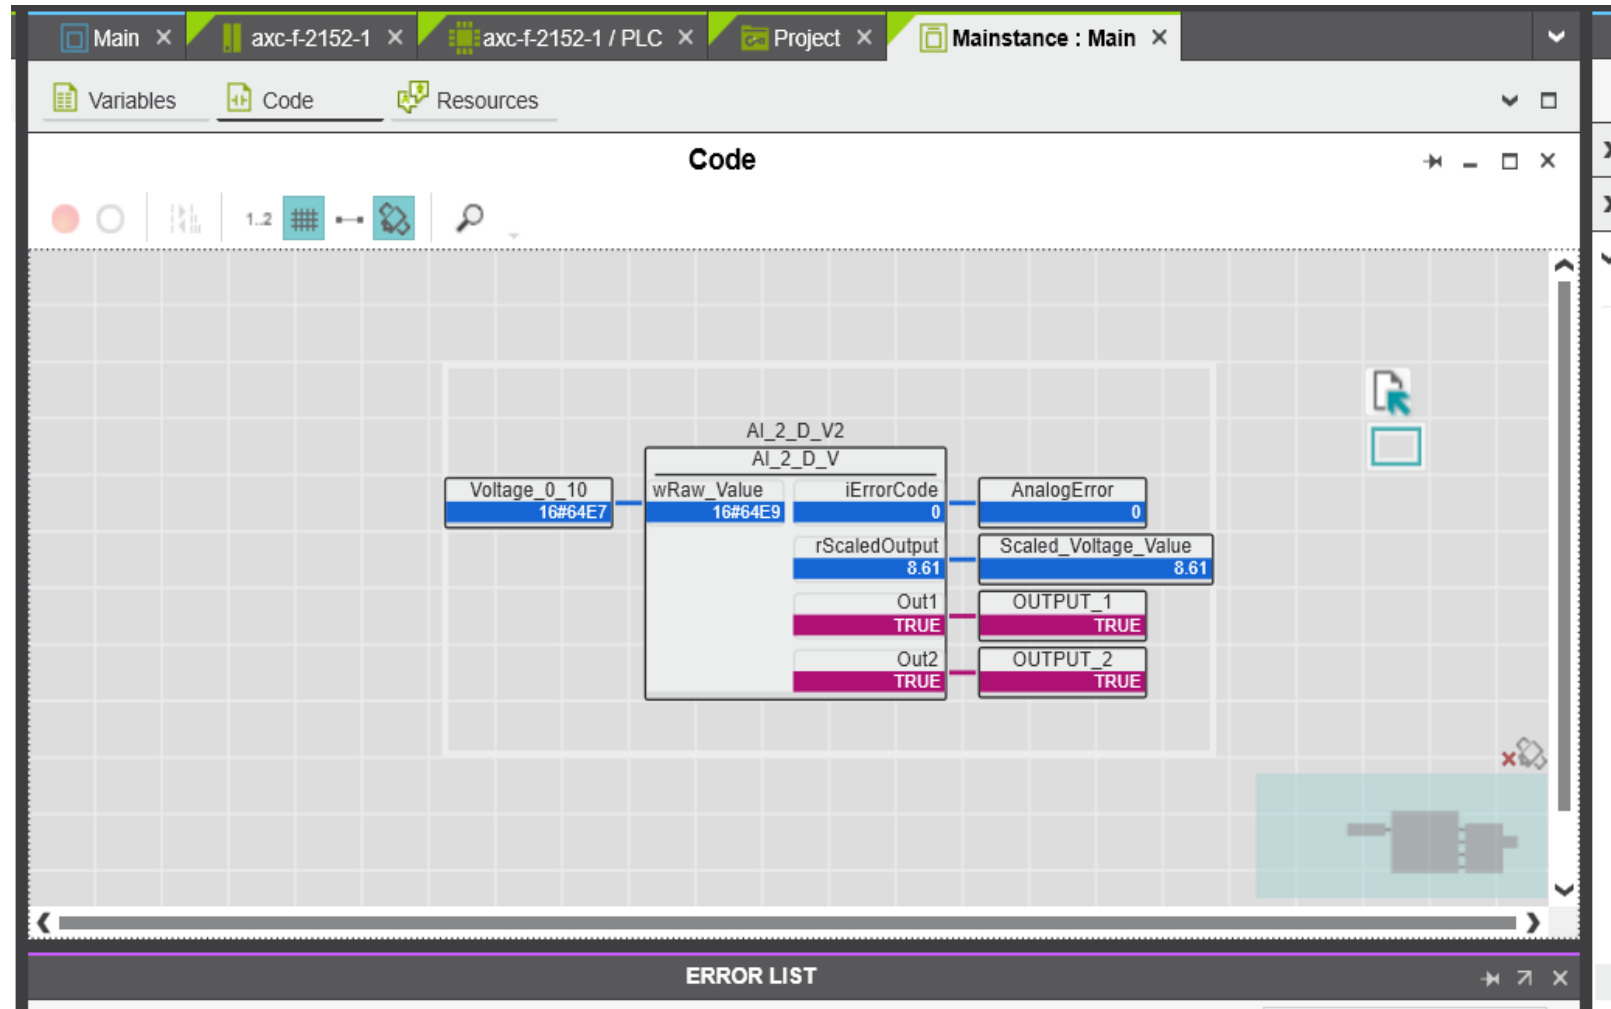 Main axc-f-2152-1 axc-f-2152-1 / PLC Project Mainstance : Main
Variables Code Resources
Code
1..2
AI_2_D_V2
AI_2_D_V
Voltage_0_10 wRaw_Value iErrorCode AnalogError
16#64E7 16#64E9 0 0
rScaledOutput Scaled_Voltage_Value
8.61 8.61
Out1 OUTPUT_1
TRUE TRUE
Out2 OUTPUT_2
TRUE TRUE
ERROR LIST